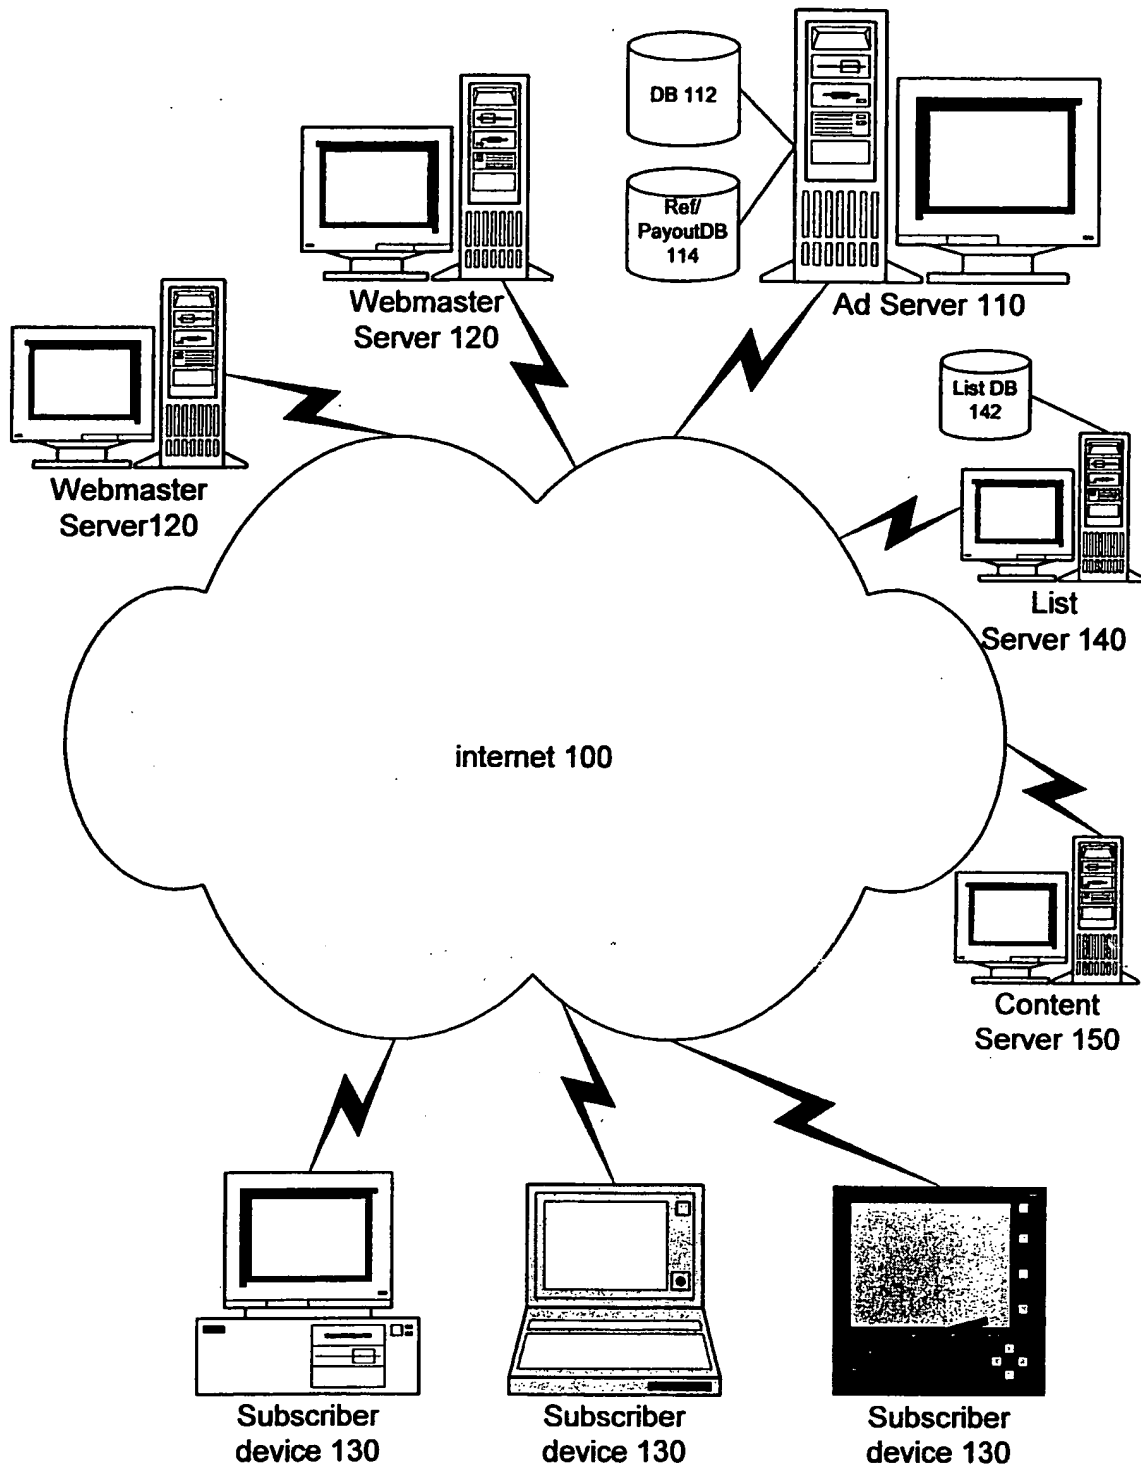 DB 112
Ref/
PayoutDB
114
Ad Server 110
Webmaster
Server 120
Webmaster
Server120
List DB
142
List
Server 140
internet 100
Content
Server 150
Subscriber
device 130
Subscriber
device 130
Subscriber
device 130